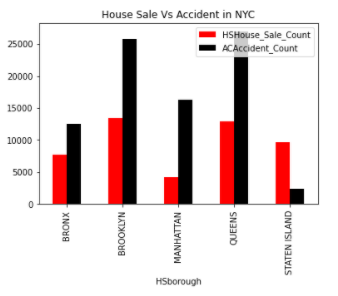 House Sale Vs Accident in NYC
HSHouse_Sale_Count
ACAccident_Count
25000
20000
15000
10000
5000
0
BRONX
BROOKLYN
MANHATTAN
QUEENS
STATEN ISLAND
HSborough